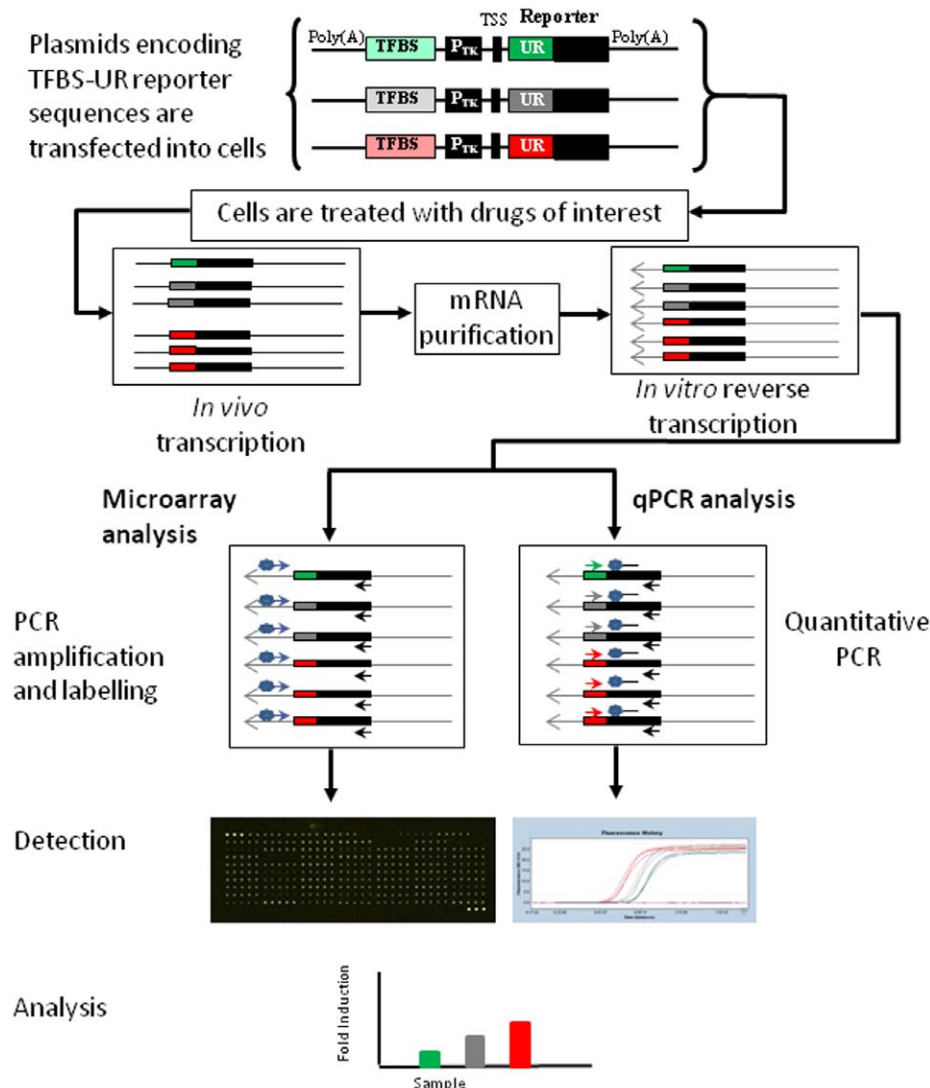 Plasmids encoding
TFBS-UR reporter
sequences are
transfected into cells
TSS Reporter
Poly(A) TFBS PTK UR Poly(A)
TFBS PTK UR
TFBS PTK UR
Cells are treated with drugs of interest
mRNA
purification
In vivo
transcription
In vitro reverse
transcription
Microarray
analysis
qPCR analysis
PCR
amplification
and labelling
Quantitative
PCR
Detection
Fluorescence History
Analysis
Fold Induction
Sample